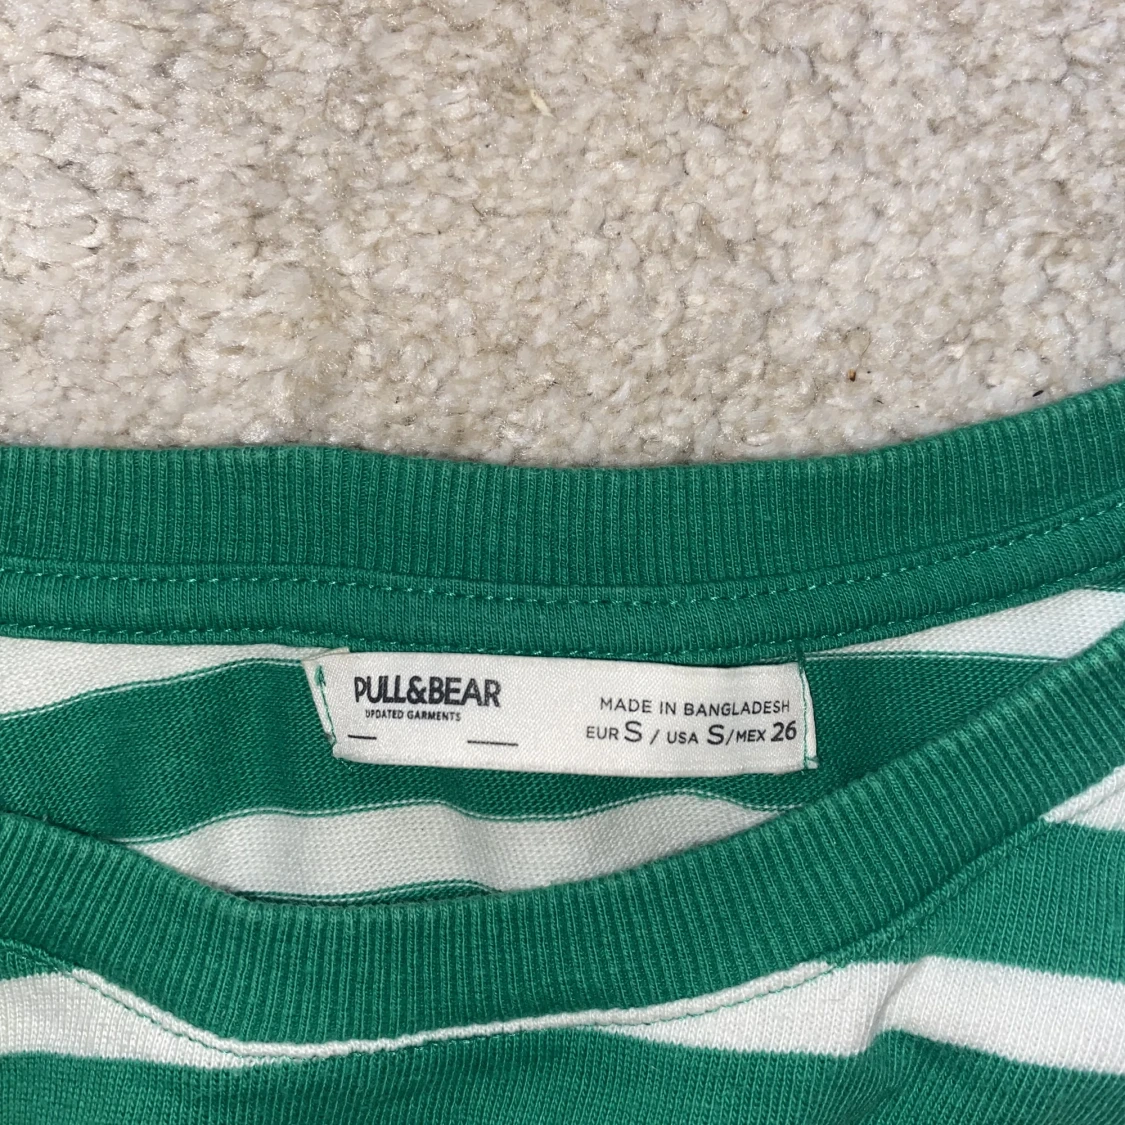 PULL&BEAR
UPDATED GARMENTS
MADE IN BANGLADESH
EUR S / USA S/MEX 26